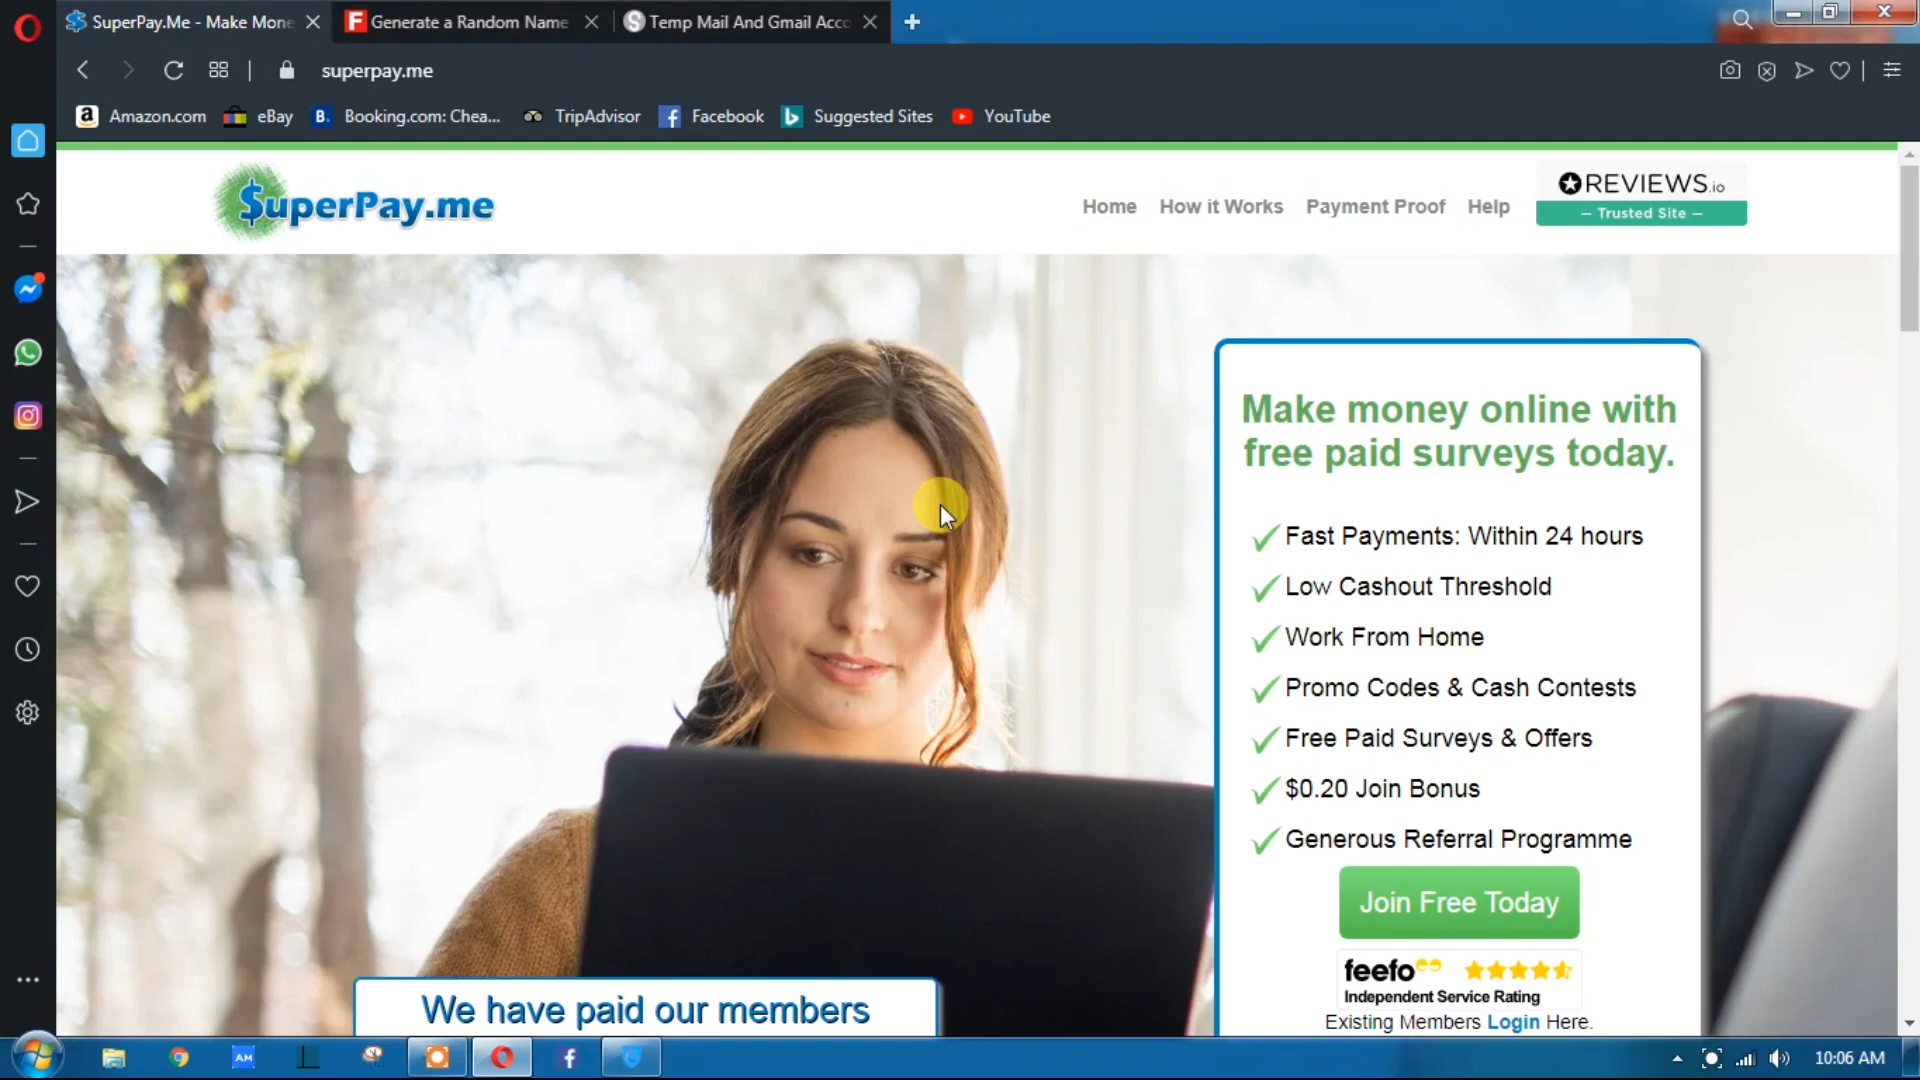 SuperPay.Me - Make Mone
Generate a Random Name
Temp Mail And Gmail Acco
superpay.me
Amazon.com
eBay
Booking.com: Chea...
TripAdvisor
Facebook
Suggested Sites
YouTube
$uperPay.me
Home
How it Works
Payment Proof
Help
REVIEWS.io
– Trusted Site –
Make money online with
free paid surveys today.
Fast Payments: Within 24 hours
Low Cashout Threshold
Work From Home
Promo Codes & Cash Contests
Free Paid Surveys & Offers
$0.20 Join Bonus
Generous Referral Programme
Join Free Today
feefo
Independent Service Rating
Existing Members Login Here.
We have paid our members
AM
10:06 AM